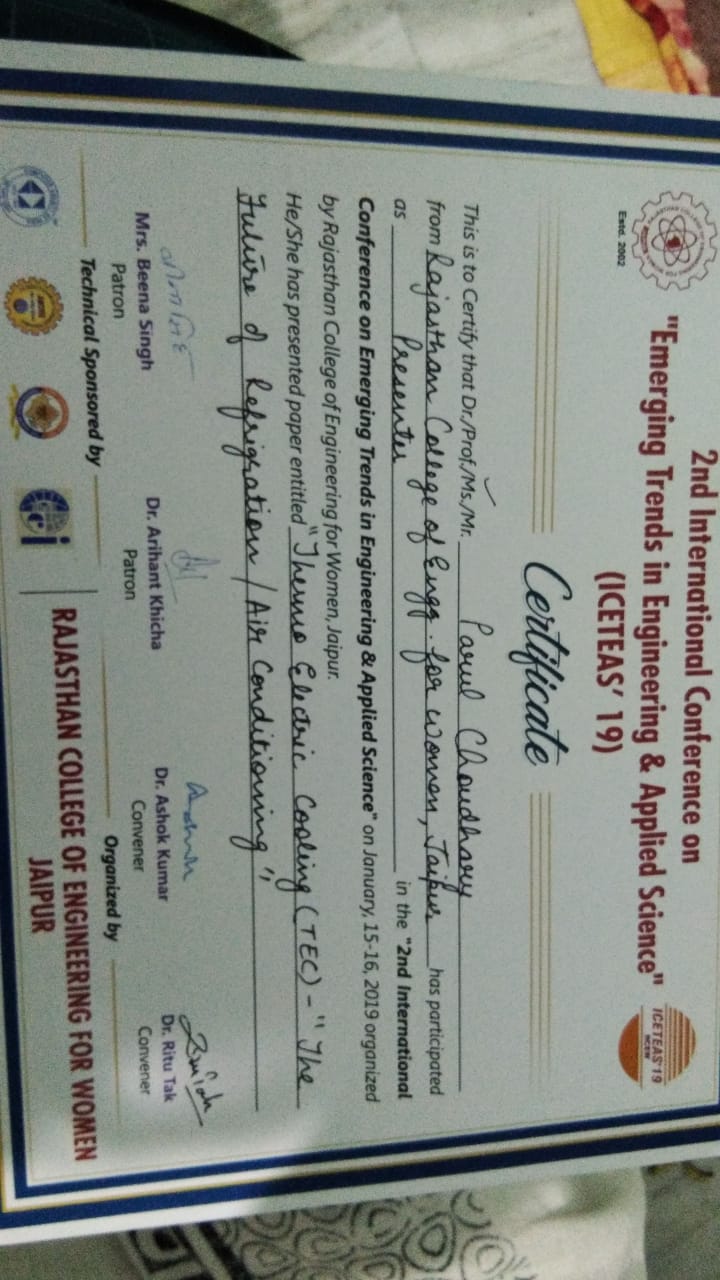 2nd International Conference on
"Emerging Trends in Engineering & Applied Science"
(ICETEAS' 19)
Estd. 2002
ICETEAS'19
RCEW
Certificate
This is to Certify that Dr./Prof./Ms./Mr. Parul Choudhary
from Rajasthan College of Engg. for women, Jaipur has participated
as Presenter in the "2nd International
Conference on Emerging Trends in Engineering & Applied Science" on January, 15-16, 2019 organized
by Rajasthan College of Engineering for Women, Jaipur.
He/She has presented paper entitled "Thermo Electric Cooling (TEC) - "The
Future of Refrigration / Air Conditioning"
Mrs. Beena Singh
Patron
Dr. Arihant Khicha
Patron
Dr. Ashok Kumar
Convener
Dr. Ritu Tak
Convener
Technical Sponsored by
Organized by
RAJASTHAN COLLEGE OF ENGINEERING FOR WOMEN
JAIPUR